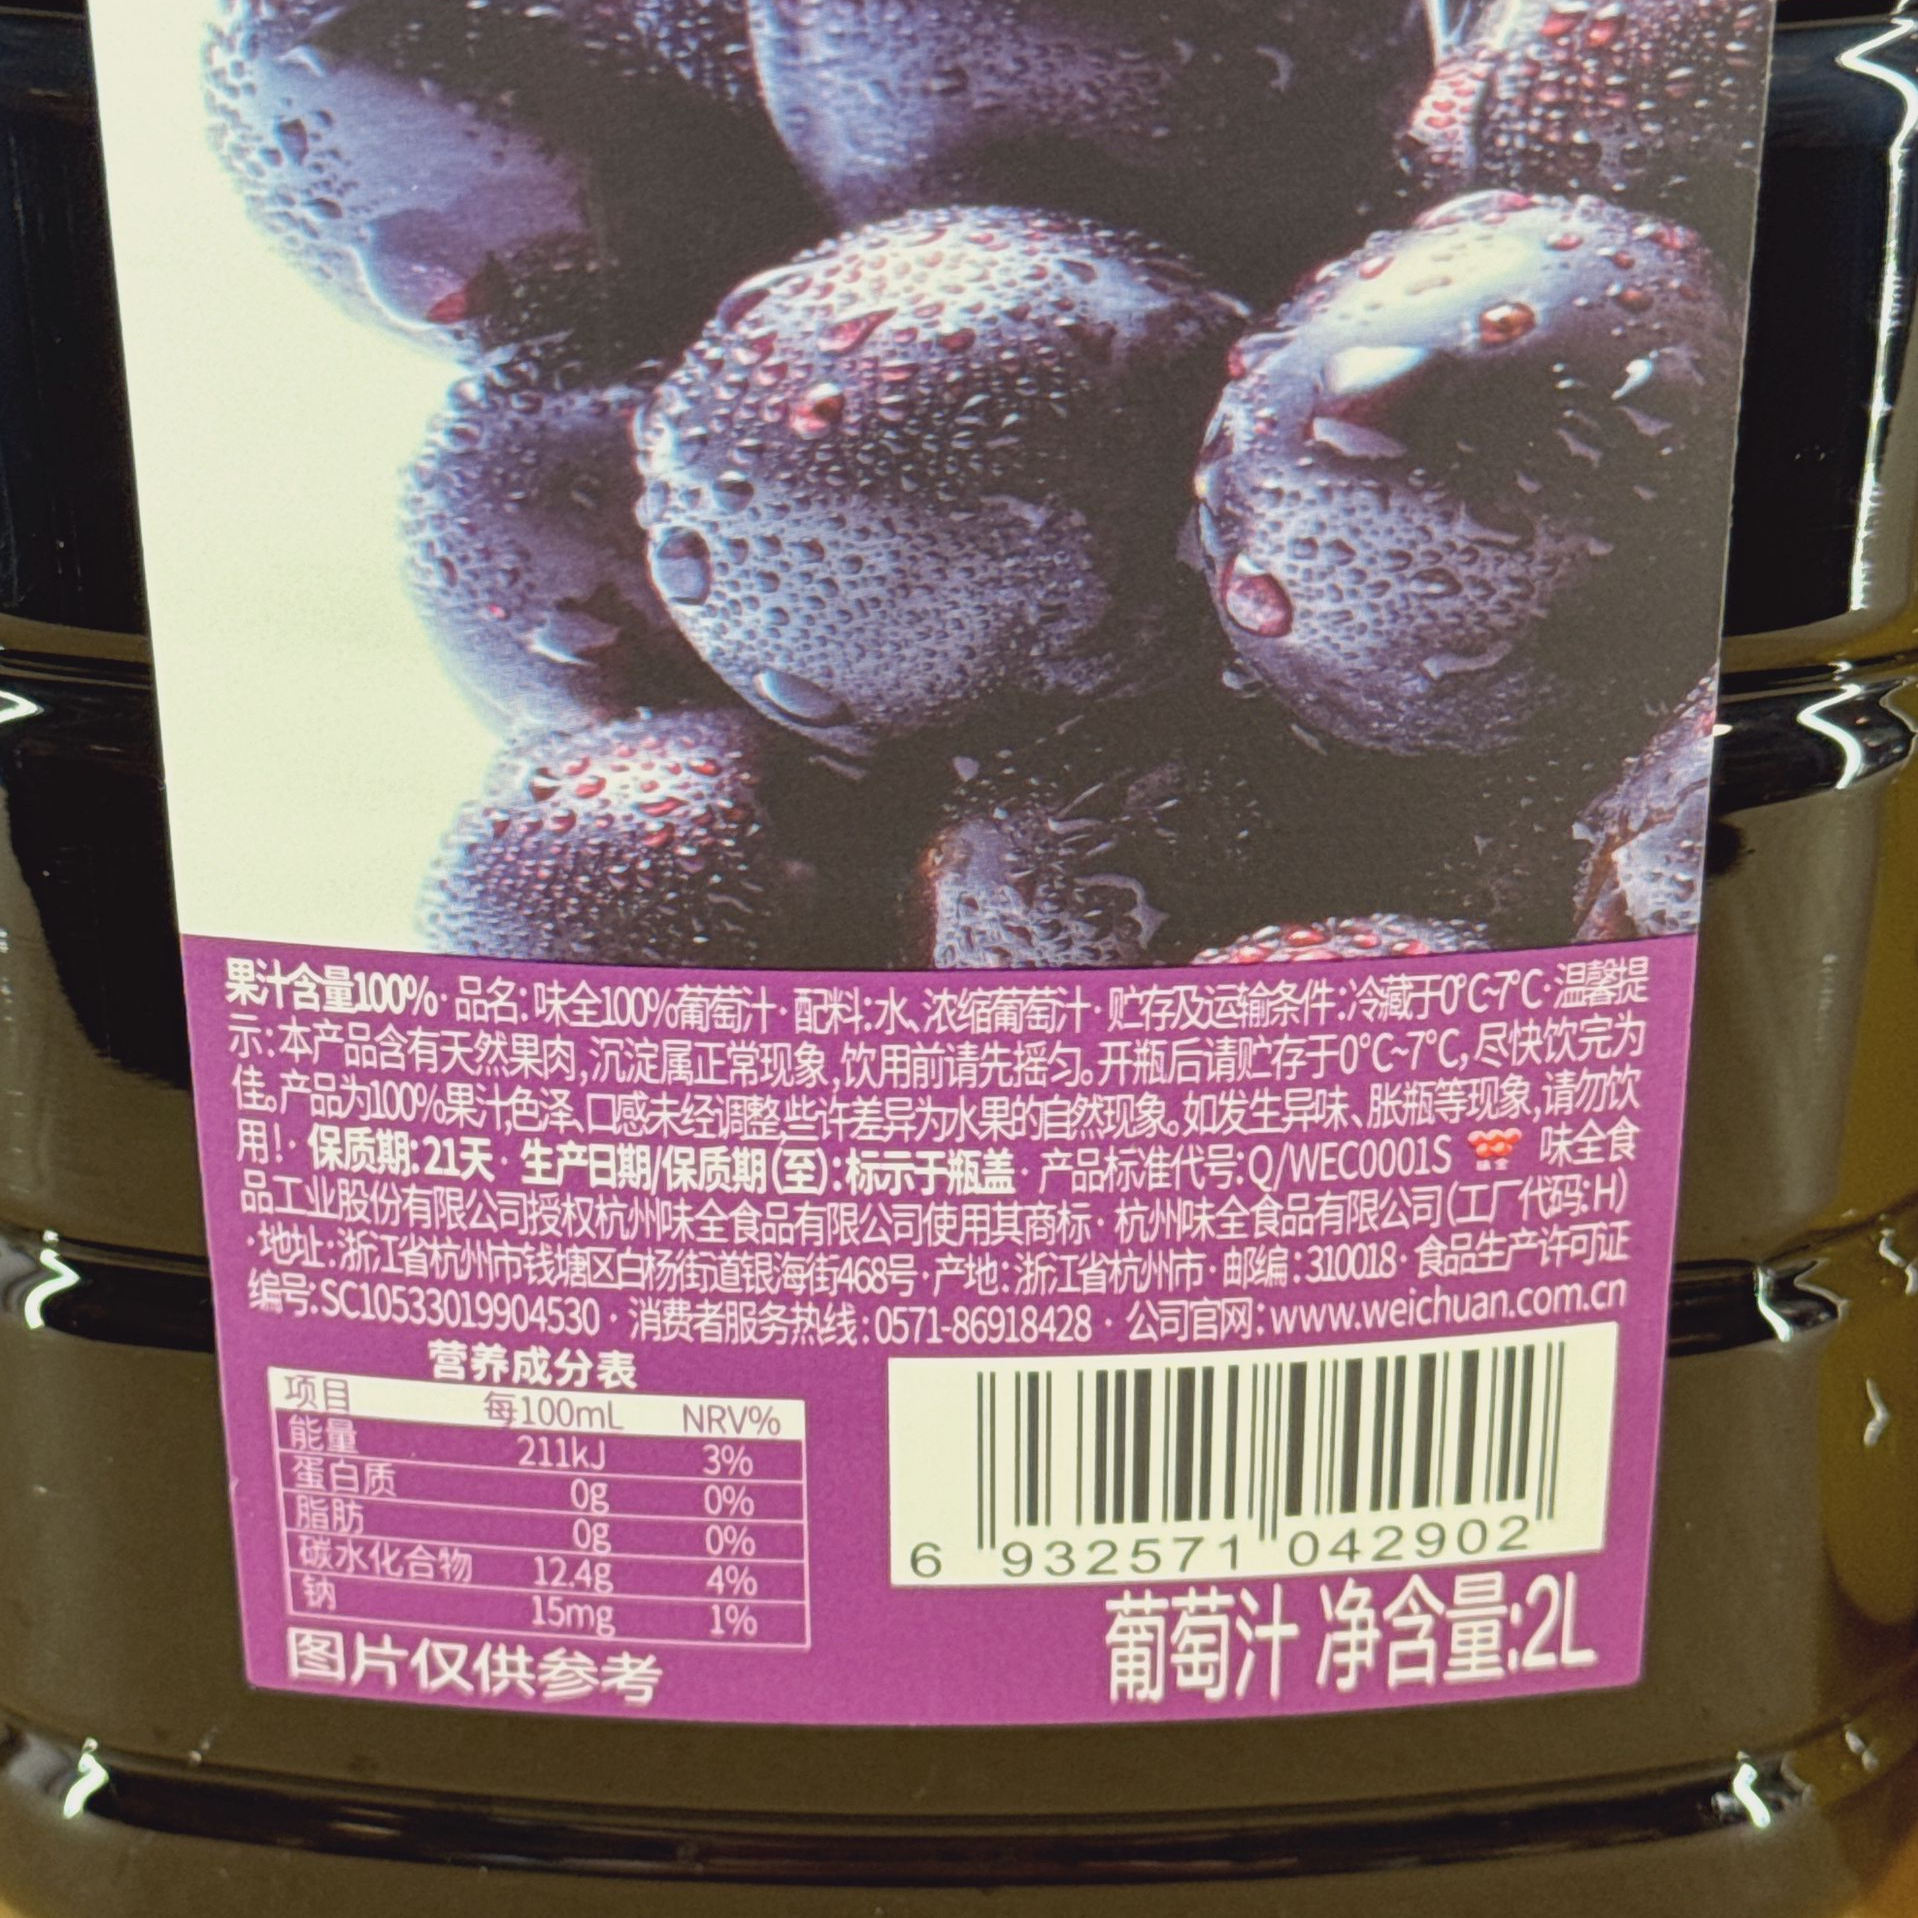 果汁含量100%· 品名:味全100%葡萄汁· 配料:水、浓缩葡萄汁· 贮存及运输条件:冷藏于0°C-7°C·温馨提
示:本产品含有天然果肉,沉淀属正常现象,饮用前请先摇匀。开瓶后请贮存于0°C~7°C,尽快饮完为
佳。产品为100%果汁,色泽、口感未经调整,些许差异为水果的自然现象。如发生异味、胀瓶等现象,请勿饮
用!· 保质期:21天· 生产日期/保质期(至):标示于瓶盖· 产品标准代号:Q/WEC0001S 味全 味全食
品工业股份有限公司授权杭州味全食品有限公司使用其商标· 杭州味全食品有限公司(工厂代码:H)
·地址:浙江省杭州市钱塘区白杨街道银海街468号·产地:浙江省杭州市· 邮编:310018· 食品生产许可证
编号:SC10533019904530· 消费者服务热线:0571-86918428· 公司官网:www.weichuan.com.cn
营养成分表
项目 每100mL NRV%
能量 211kJ 3%
蛋白质 0g 0%
脂肪 0g 0%
碳水化合物 12.4g 4%
钠 15mg 1%
图片仅供参考
6 932571 042902
葡萄汁 净含量:2L